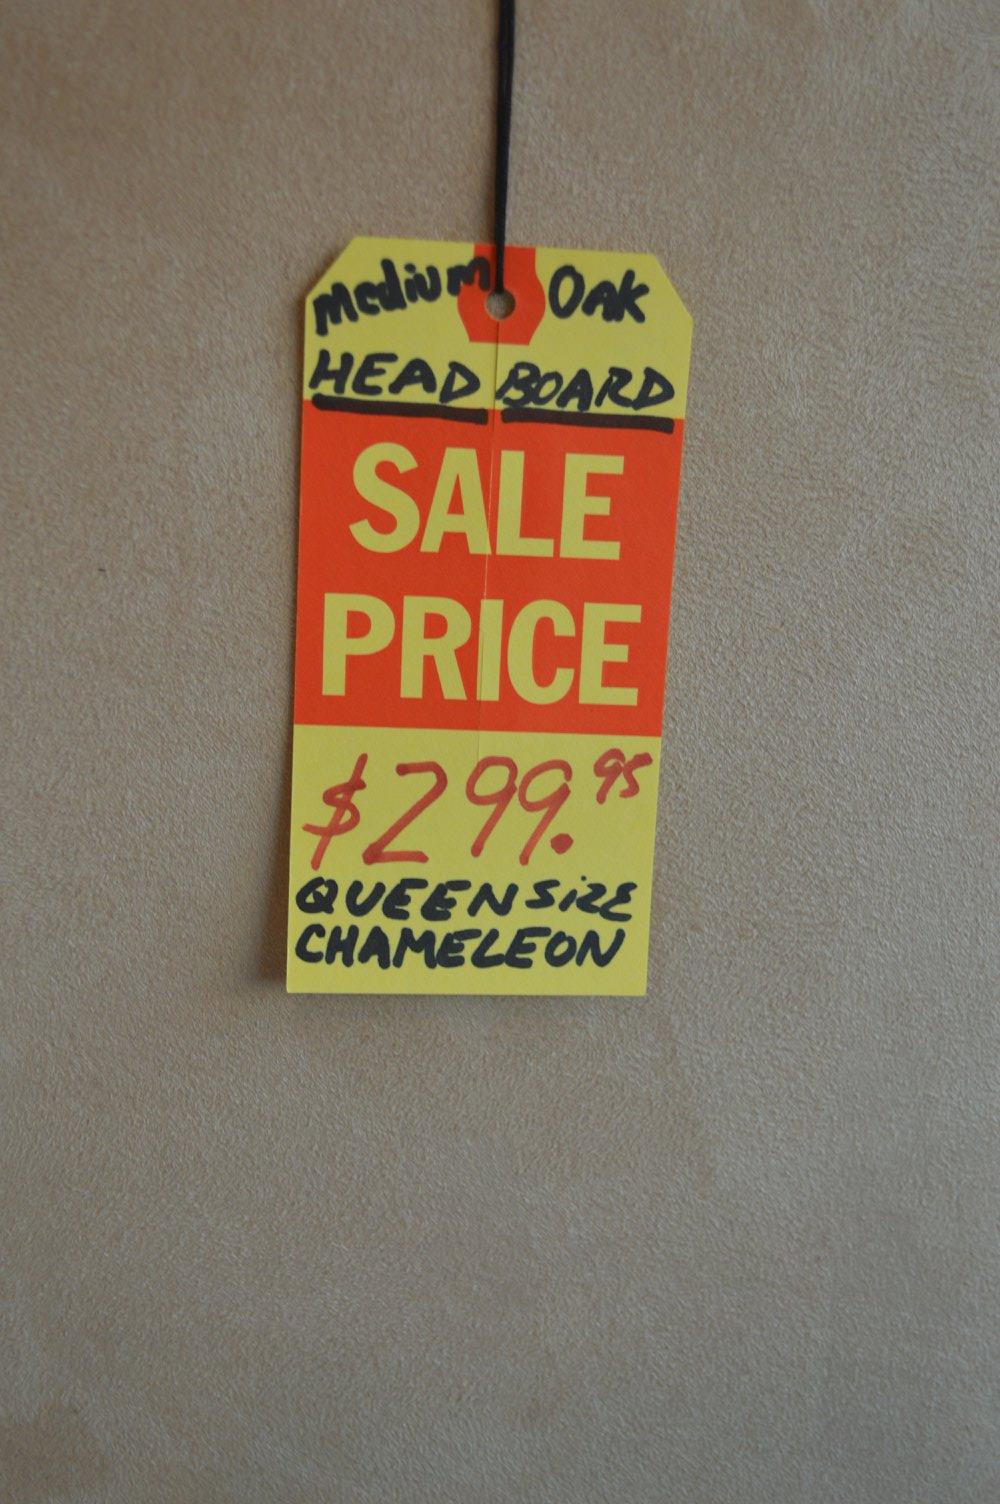 Medium Oak
HEAD BOARD
SALE
PRICE
$299.95
QUEEN SiZE
CHAMELEON